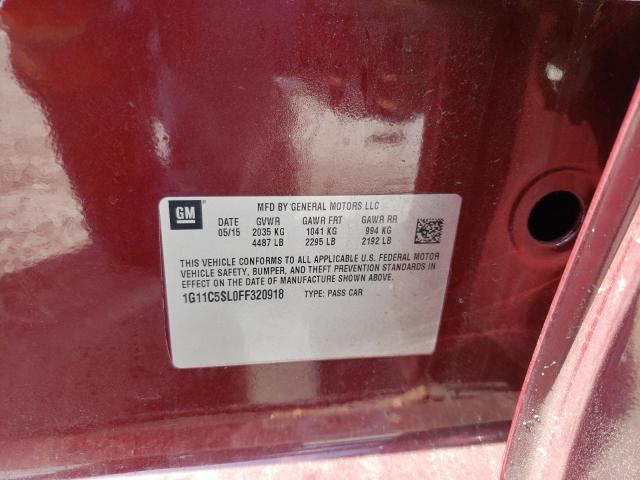 GM
MFD BY GENERAL MOTORS LLC
DATE GVWR GAWR FRT GAWR RR
05/15 2035 KG 1041 KG 994 KG
4487 LB 2295 LB 2192 LB
THIS VEHICLE CONFORMS TO ALL APPLICABLE U.S. FEDERAL MOTOR
VEHICLE SAFETY, BUMPER, AND THEFT PREVENTION STANDARDS IN
EFFECT ON THE DATE OF MANUFACTURE SHOWN ABOVE.
1G11C5SL0FF320918 TYPE: PASS CAR